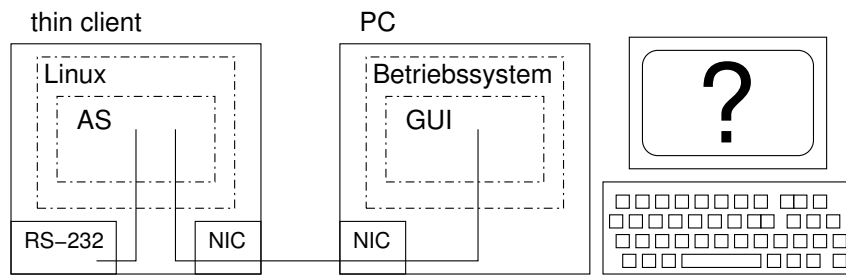 thin client
Linux
AS
RS−232
NIC
PC
Betriebssystem
GUI
NIC
?